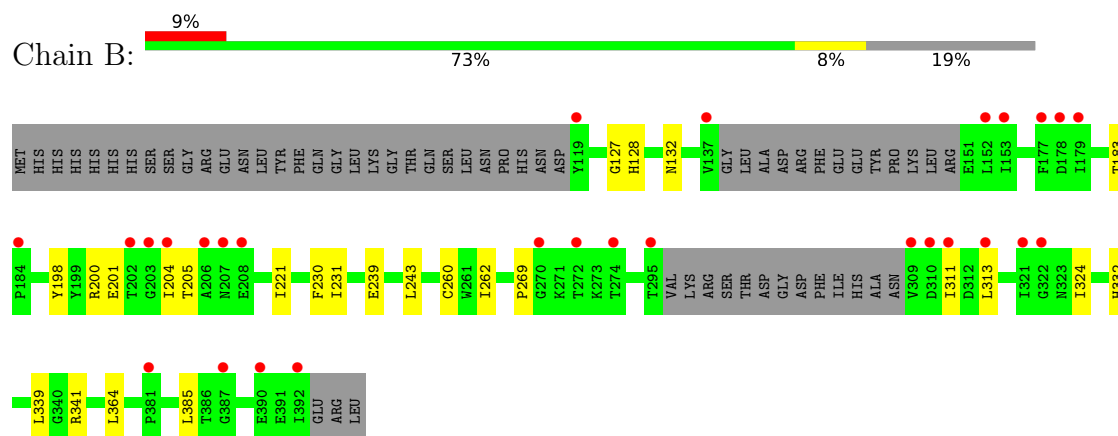 9%
Chain B:
73% 8% 19%
MET HIS HIS HIS HIS HIS HIS SER SER GLY ARG GLU ASN LEU TYR PHE GLN GLY LEU LYS GLY THR GLN SER LEU ASN PRO HIS ASN ASP Y119 G127 H128 N132 V137 GLY LEU ALA ASP ARG PHE GLU GLU TYR PRO LYS LEU ARG E151 L152 I153 F177 D178 I179 T183
P184 Y198 Y199 R200 E201 T202 G203 I204 T205 A206 N207 E208 I221 F230 I231 E239 L243 C260 W261 I262 P269 G270 K271 T272 K273 T274 T295 VAL LYS ARG SER THR ASP GLY ASP PHE ILE HIS ALA ASN V309 D310 I311 D312 L313 I321 G322 N323 I324 H332
L339 G340 R341 L364 P381 L385 T386 G387 E390 E391 I392 GLU ARG LEU